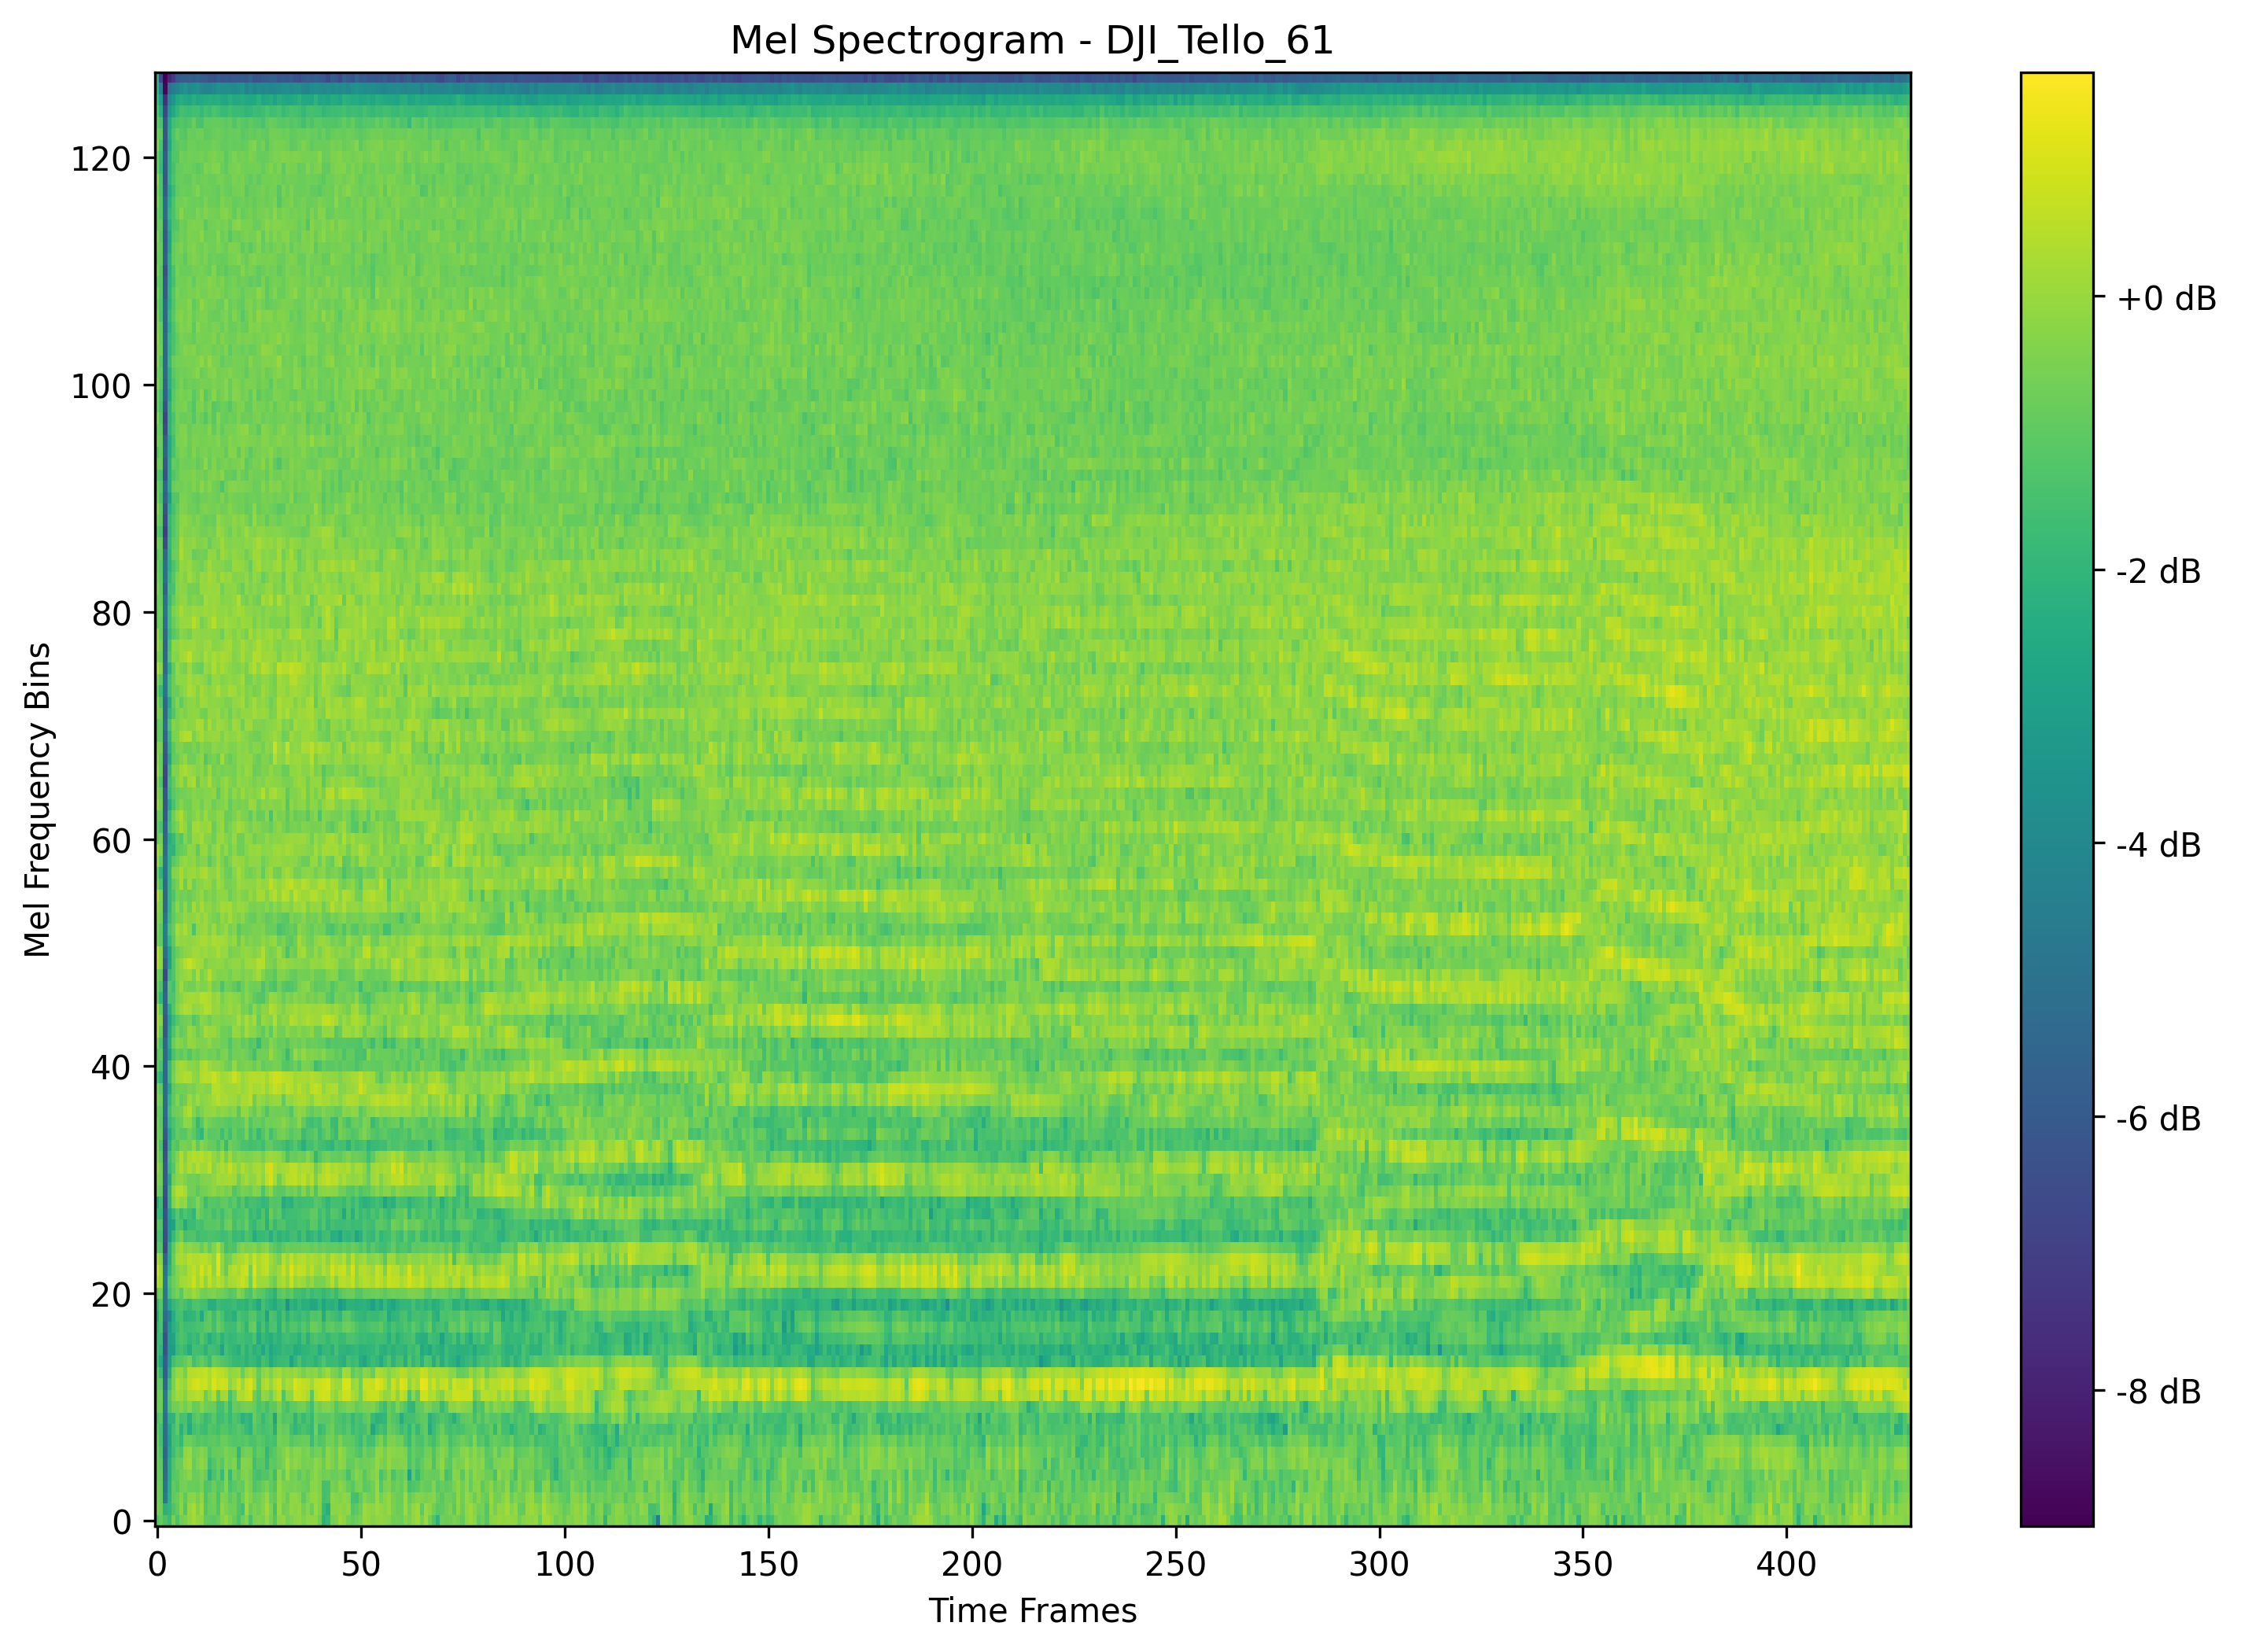 Mel Spectrogram - DJI_Tello_61
Mel Frequency Bins
120
100
80
60
40
20
0
0 50 100 150 200 250 300 350 400
Time Frames
+0 dB
-2 dB
-4 dB
-6 dB
-8 dB